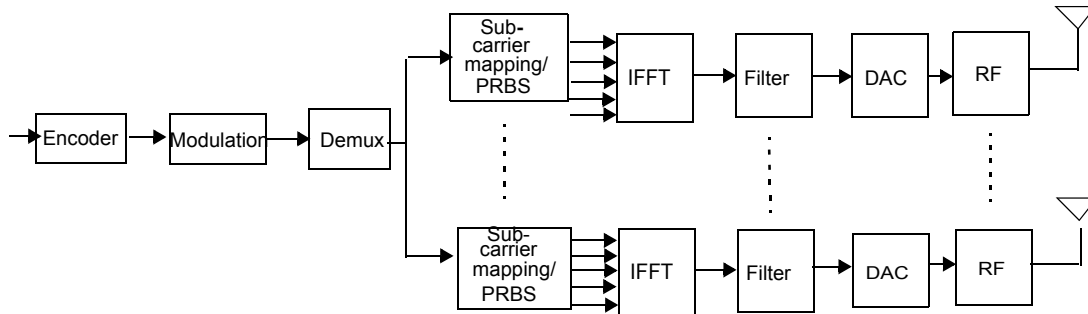 Sub-
carrier
mapping/
PRBS
IFFT
Filter
DAC
RF
Encoder
Modulation
Demux
Sub-
carrier
mapping/
PRBS
IFFT
Filter
DAC
RF